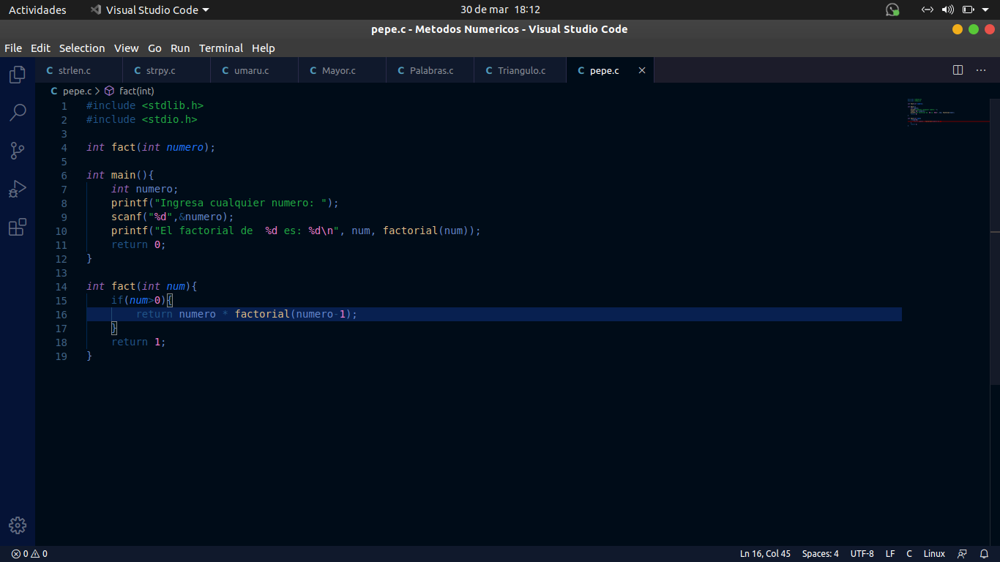 Actividades Visual Studio Code 30 de mar 18:12
pepe.c - Metodos Numericos - Visual Studio Code
File Edit Selection View Go Run Terminal Help
C strlen.c C strpy.c C umaru.c C Mayor.c C Palabras.c C Triangulo.c C pepe.c
C pepe.c > fact(int)
1 #include <stdlib.h>
2 #include <stdio.h>
3
4 int fact(int numero);
5
6 int main(){
7 int numero;
8 printf("Ingresa cualquier numero: ");
9 scanf("%d",&numero);
10 printf("El factorial de  %d es: %d\n", num, factorial(num));
11 return 0;
12 }
13
14 int fact(int num){
15 if(num>0){
16 return numero * factorial(numero-1);
17 }
18 return 1;
19 }
0 0 Ln 16, Col 45 Spaces: 4 UTF-8 LF C Linux